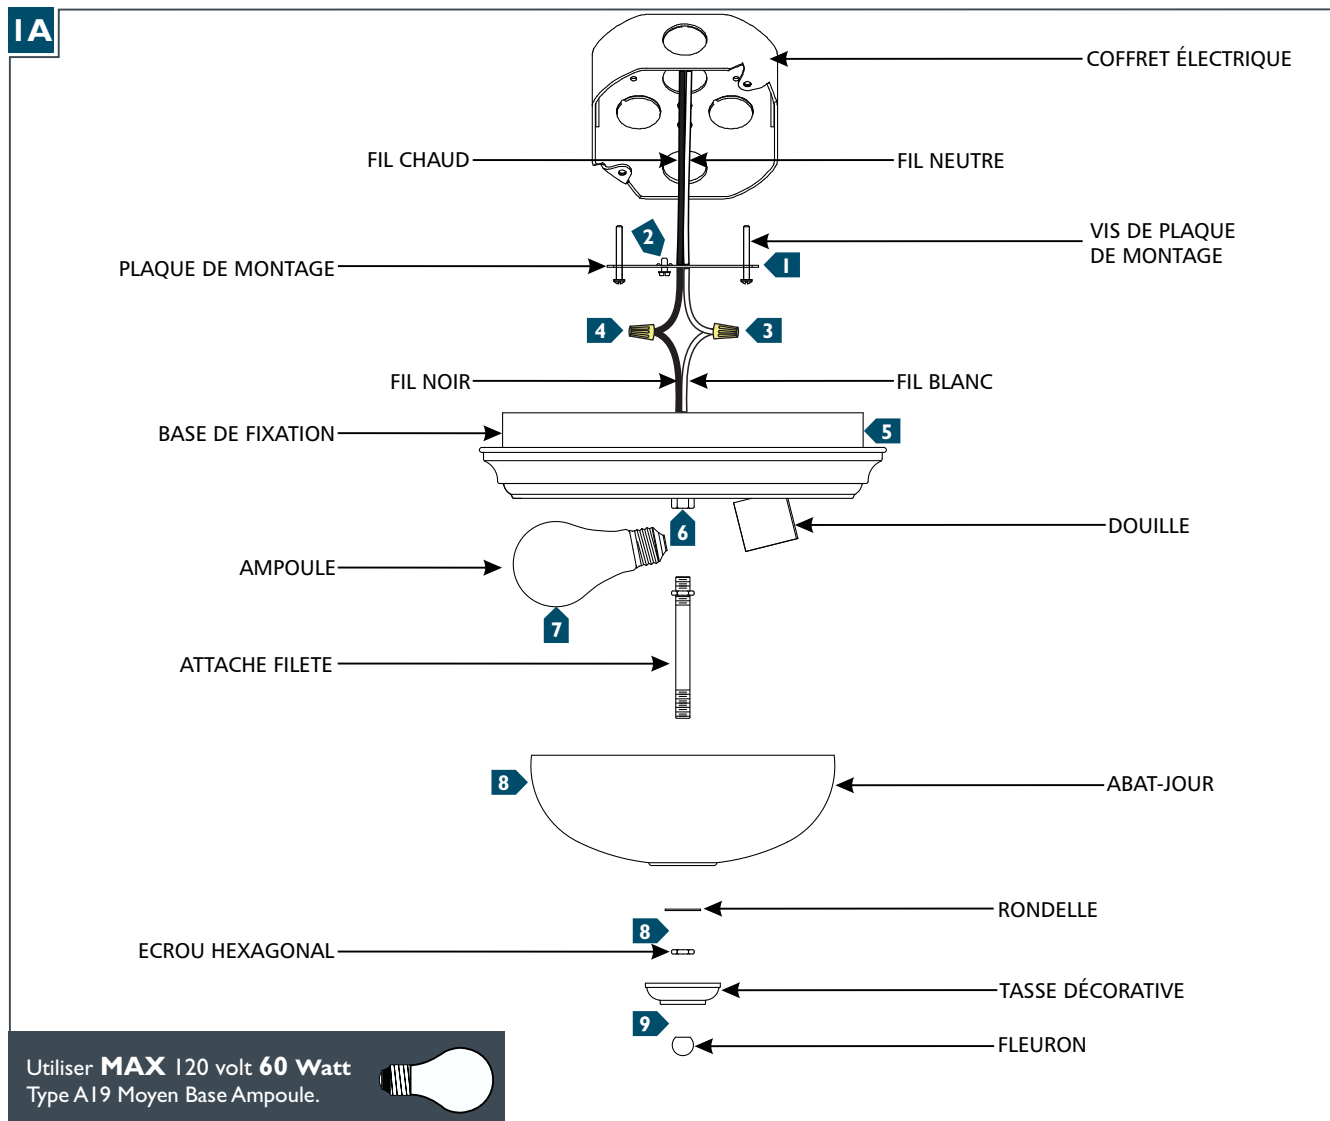 1A
COFFRET ÉLECTRIQUE
FIL CHAUD
FIL NEUTRE
2
VIS DE PLAQUE
DE MONTAGE
PLAQUE DE MONTAGE
1
4
3
FIL NOIR
FIL BLANC
BASE DE FIXATION
5
6
DOUILLE
AMPOULE
7
ATTACHE FILETE
8
ABAT-JOUR
RONDELLE
8
ECROU HEXAGONAL
TASSE DÉCORATIVE
9
FLEURON
Utiliser MAX 120 volt 60 Watt
Type A19 Moyen Base Ampoule.